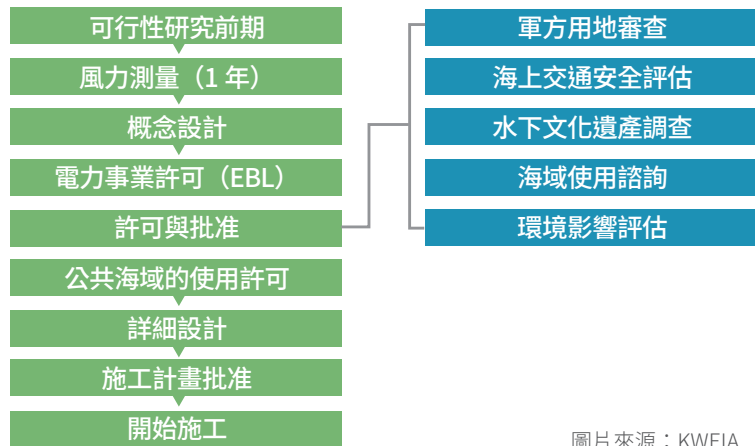 可行性研究前期
風力測量（1 年）
概念設計
電力事業許可（EBL）
許可與批准
公共海域的使用許可
詳細設計
施工計畫批准
開始施工
軍方用地審查
海上交通安全評估
水下文化遺產調查
海域使用諮詢
環境影響評估
圖片來源：KWEIA